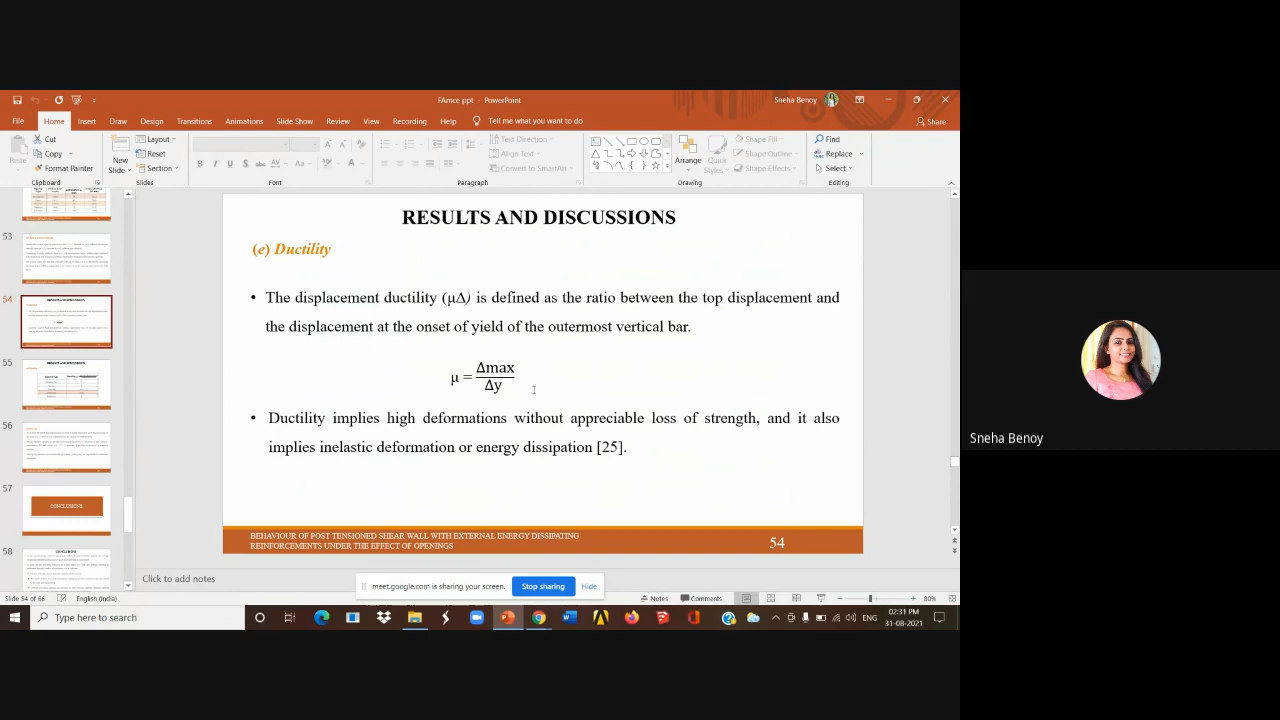 FAmce ppt - PowerPoint
Sneha Benoy
File Home Insert Draw Design Transitions Animations Slide Show Review View Recording Help Tell me what you want to do
Share
Paste
Cut
Copy
Format Painter
Clipboard
New Slide
Layout
Reset
Section
Slides
Font
Text Direction
Align Text
Convert to SmartArt
Paragraph
Arrange
Quick Styles
Shape Fill
Shape Outline
Shape Effects
Drawing
Find
Replace
Select
Editing
53
54
55
56
57
CONCLUSIONS
58
RESULTS AND DISCUSSIONS
(e) Ductility
• The displacement ductility (μΔ) is defined as the ratio between the top displacement and
the displacement at the onset of yield of the outermost vertical bar.
μ = Δmax
Δy
• Ductility implies high deformations without appreciable loss of strength, and it also
implies inelastic deformation or energy dissipation [25].
BEHAVIOUR OF POST TENSIONED SHEAR WALL WITH EXTERNAL ENERGY DISSIPATING
REINFORCEMENTS UNDER THE EFFECT OF OPENINGS
54
Click to add notes
meet.google.com is sharing your screen. Stop sharing Hide
Slide 54 of 66 English (India) Notes Comments 80%
Type here to search
ENG
02:31 PM
31-08-2021
Sneha Benoy